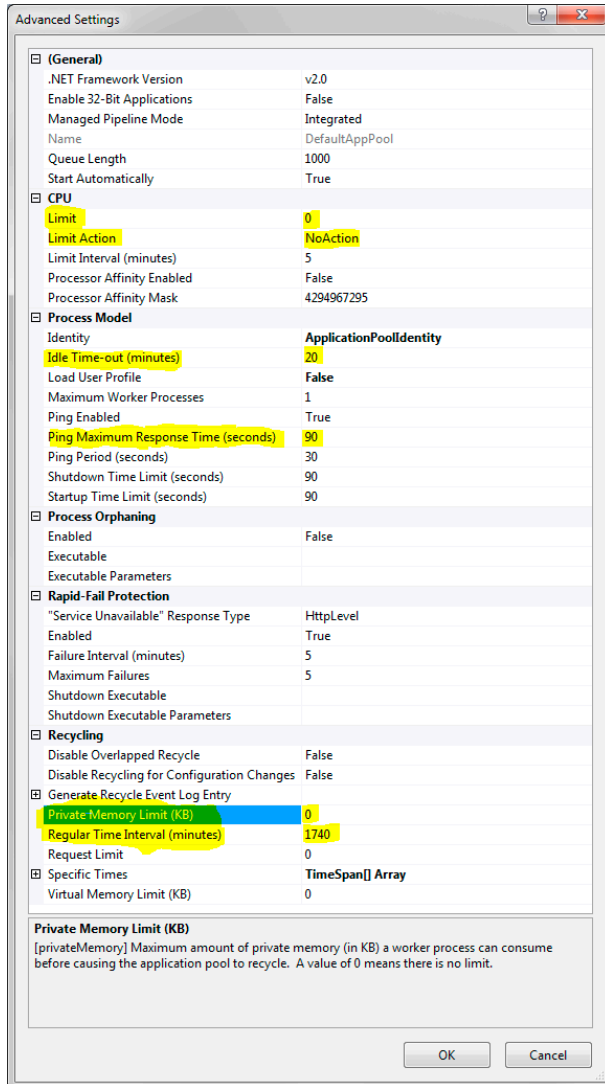 Advanced Settings
(General)
.NET Framework Version v2.0
Enable 32-Bit Applications False
Managed Pipeline Mode Integrated
Name DefaultAppPool
Queue Length 1000
Start Automatically True
CPU
Limit 0
Limit Action NoAction
Limit Interval (minutes) 5
Processor Affinity Enabled False
Processor Affinity Mask 4294967295
Process Model
Identity ApplicationPoolIdentity
Idle Time-out (minutes) 20
Load User Profile False
Maximum Worker Processes 1
Ping Enabled True
Ping Maximum Response Time (seconds) 90
Ping Period (seconds) 30
Shutdown Time Limit (seconds) 90
Startup Time Limit (seconds) 90
Process Orphaning
Enabled False
Executable
Executable Parameters
Rapid-Fail Protection
"Service Unavailable" Response Type HttpLevel
Enabled True
Failure Interval (minutes) 5
Maximum Failures 5
Shutdown Executable
Shutdown Executable Parameters
Recycling
Disable Overlapped Recycle False
Disable Recycling for Configuration Changes False
Generate Recycle Event Log Entry
Private Memory Limit (KB) 0
Regular Time Interval (minutes) 1740
Request Limit 0
Specific Times TimeSpan[] Array
Virtual Memory Limit (KB) 0
Private Memory Limit (KB)
[privateMemory] Maximum amount of private memory (in KB) a worker process can consume
before causing the application pool to recycle. A value of 0 means there is no limit.
OK Cancel